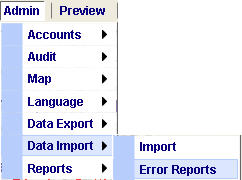 Admin Preview
Accounts
Audit
Map
Language
Data Export
Data Import Import
Reports Error Reports